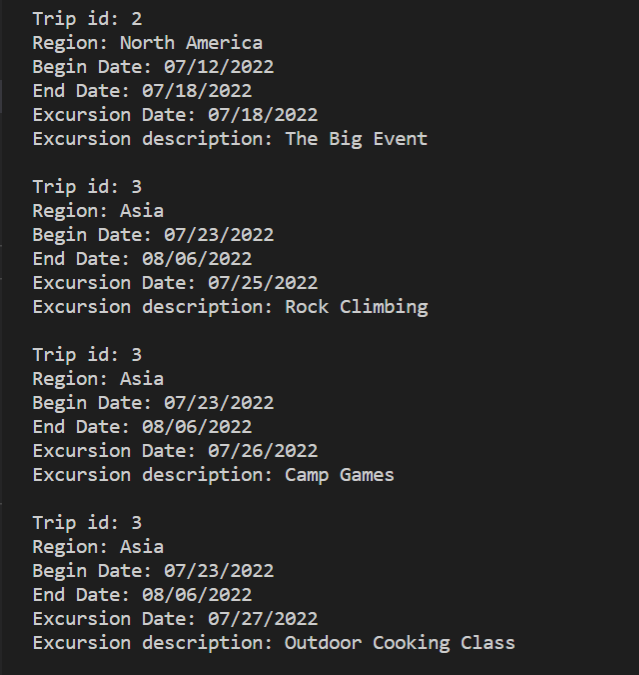 Trip id: 2
Region: North America
Begin Date: 07/12/2022
End Date: 07/18/2022
Excursion Date: 07/18/2022
Excursion description: The Big Event

Trip id: 3
Region: Asia
Begin Date: 07/23/2022
End Date: 08/06/2022
Excursion Date: 07/25/2022
Excursion description: Rock Climbing

Trip id: 3
Region: Asia
Begin Date: 07/23/2022
End Date: 08/06/2022
Excursion Date: 07/26/2022
Excursion description: Camp Games

Trip id: 3
Region: Asia
Begin Date: 07/23/2022
End Date: 08/06/2022
Excursion Date: 07/27/2022
Excursion description: Outdoor Cooking Class